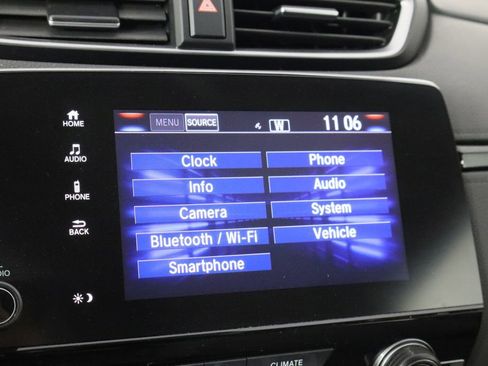 MENU SOURCE W 11 06
HOME
AUDIO
PHONE
BACK
Clock Phone
Info Audio
Camera System
Bluetooth / Wi-Fi Vehicle
Smartphone
CLIMATE